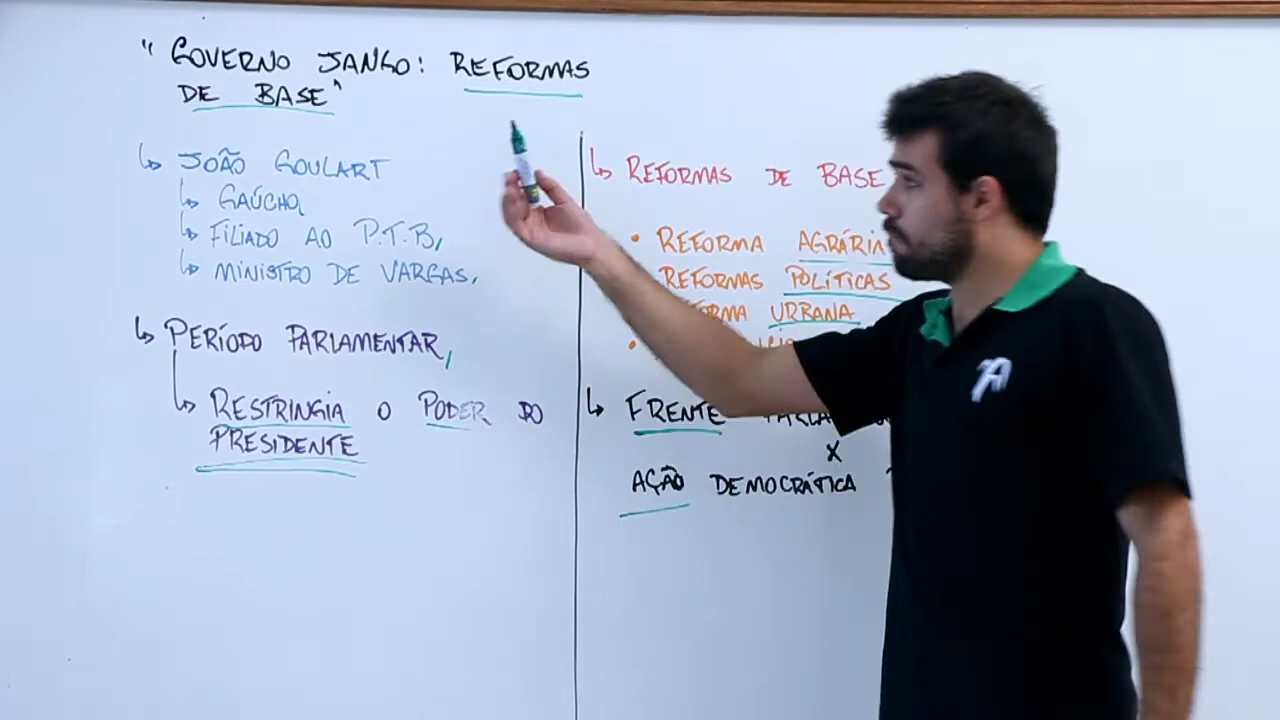 "GOVERNO JANGO: REFORMAS
DE BASE"
↳ JOÃO GOULART
↳ GAÚCHO,
↳ FILIADO AO P.T.B,
↳ MINISTRO DE VARGAS,
↳ PERÍODO PARLAMENTAR,
↳ RESTRINGIA O PODER DO
PRESIDENTE
↳ REFORMAS DE BASE
• REFORMA AGRÁRIA
REFORMAS POLÍTICAS
URBANA
↳ FRENTE
X
AÇÃO DEMOCRÁTICA